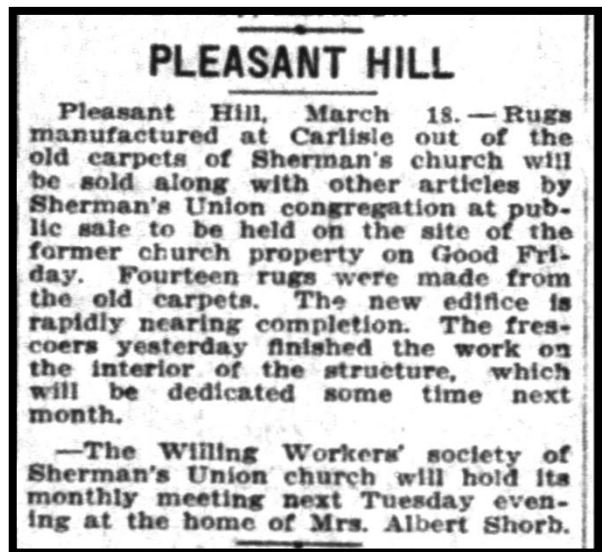 PLEASANT HILL
Pleasant Hill, March 18. — Rugs
manufactured at Carlisle out of the
old carpets of Sherman's church will
be sold along with other articles by
Sherman's Union congregation at pub-
lic sale to be held on the site of the
former church property on Good Fri-
day. Fourteen rugs were made from
the old carpets. The new edifice is
rapidly nearing completion. The fres-
coers yesterday finished the work on
the interior of the structure, which
will be dedicated some time next
month.
—The Willing Workers' society of
Sherman's Union church will hold its
monthly meeting next Tuesday even-
ing at the home of Mrs. Albert Shorb.